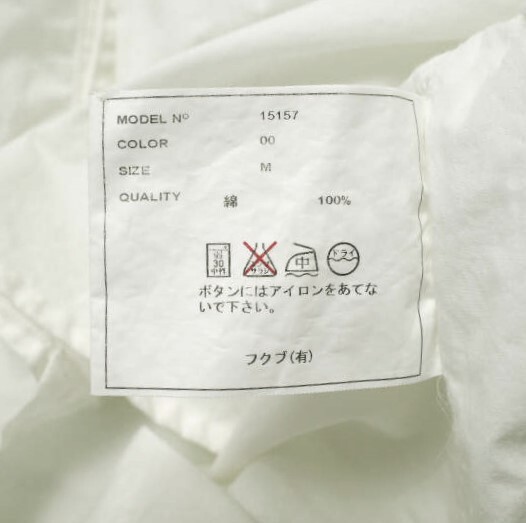 MODEL Nº 15157
COLOR 00
SIZE M
QUALITY 綿 100%
30 中性 サラシ 中 ドライ
ボタンにはアイロンをあてな
いで下さい。
フクブ(有)